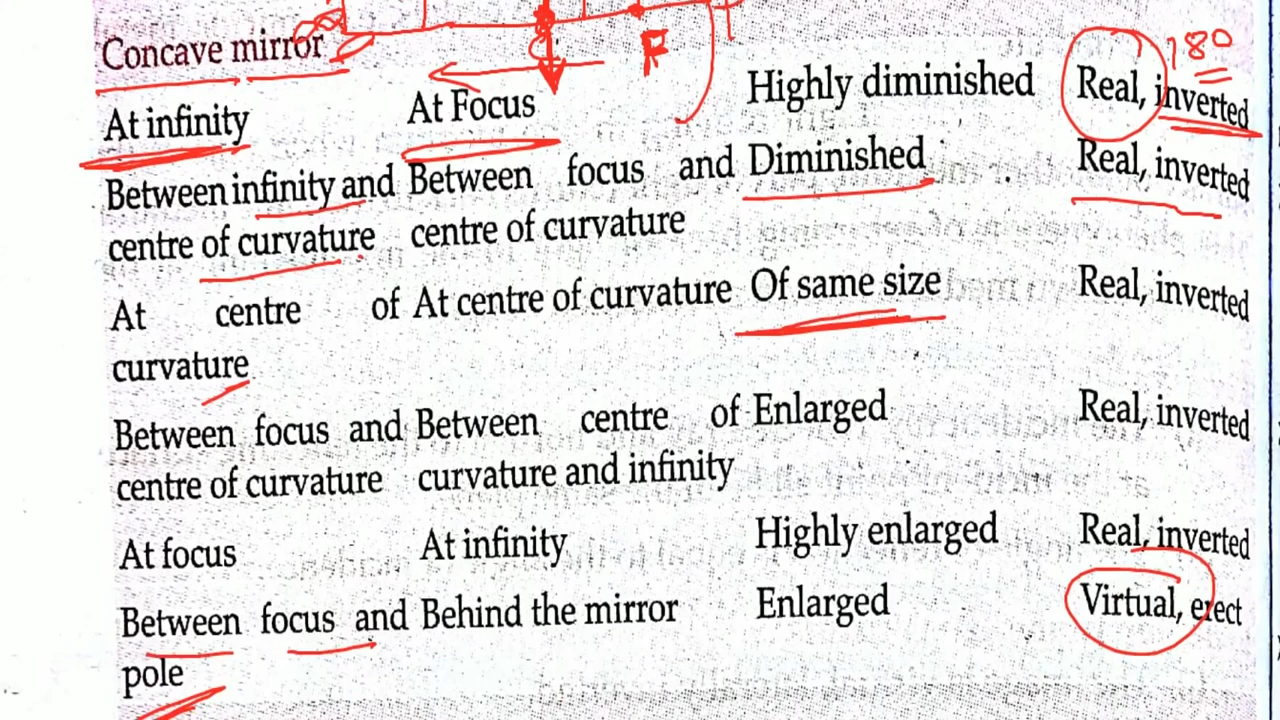 F
180
Concave mirror
At infinity At Focus Highly diminished Real, inverted
Between infinity and Between focus and Diminished Real, inverted
centre of curvature centre of curvature
At centre of At centre of curvature Of same size Real, inverted
curvature
Between focus and Between centre of Enlarged Real, inverted
centre of curvature curvature and infinity
At focus At infinity Highly enlarged Real, inverted
Between focus and Behind the mirror Enlarged Virtual, erect
pole